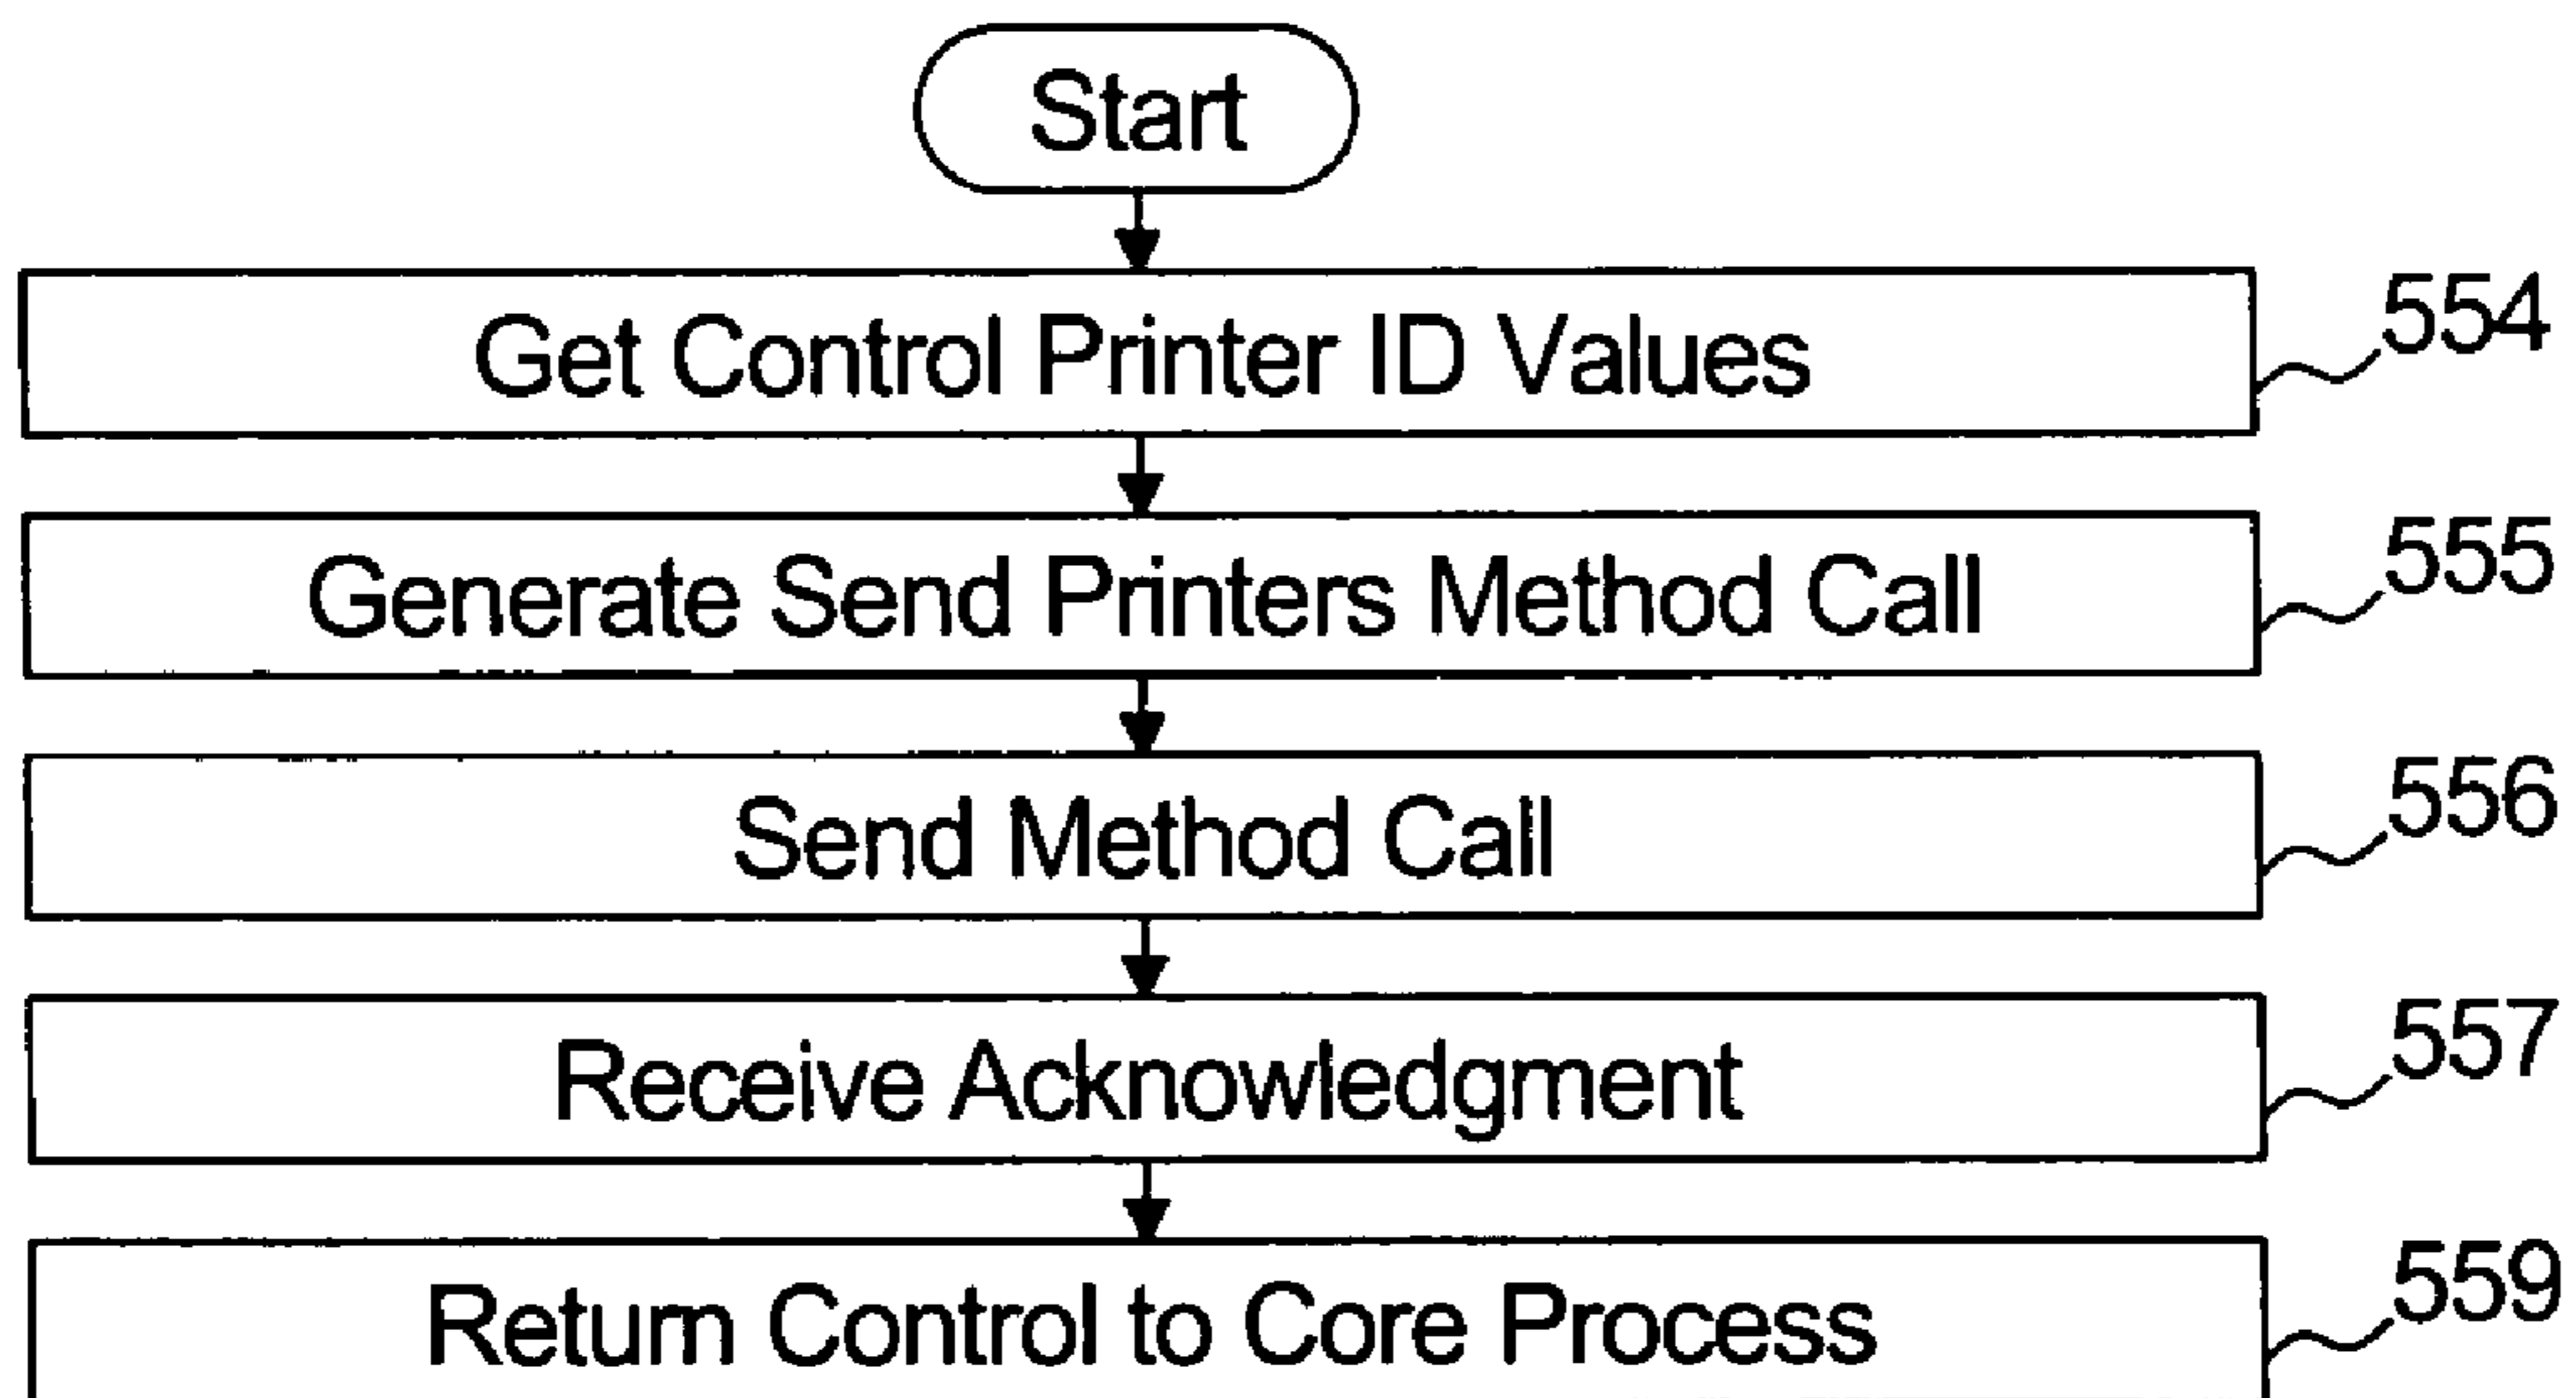 Start
Get Control Printer ID Values
554
Generate Send Printers Method Call
555
Send Method Call
556
Receive Acknowledgment
557
Return Control to Core Process
559